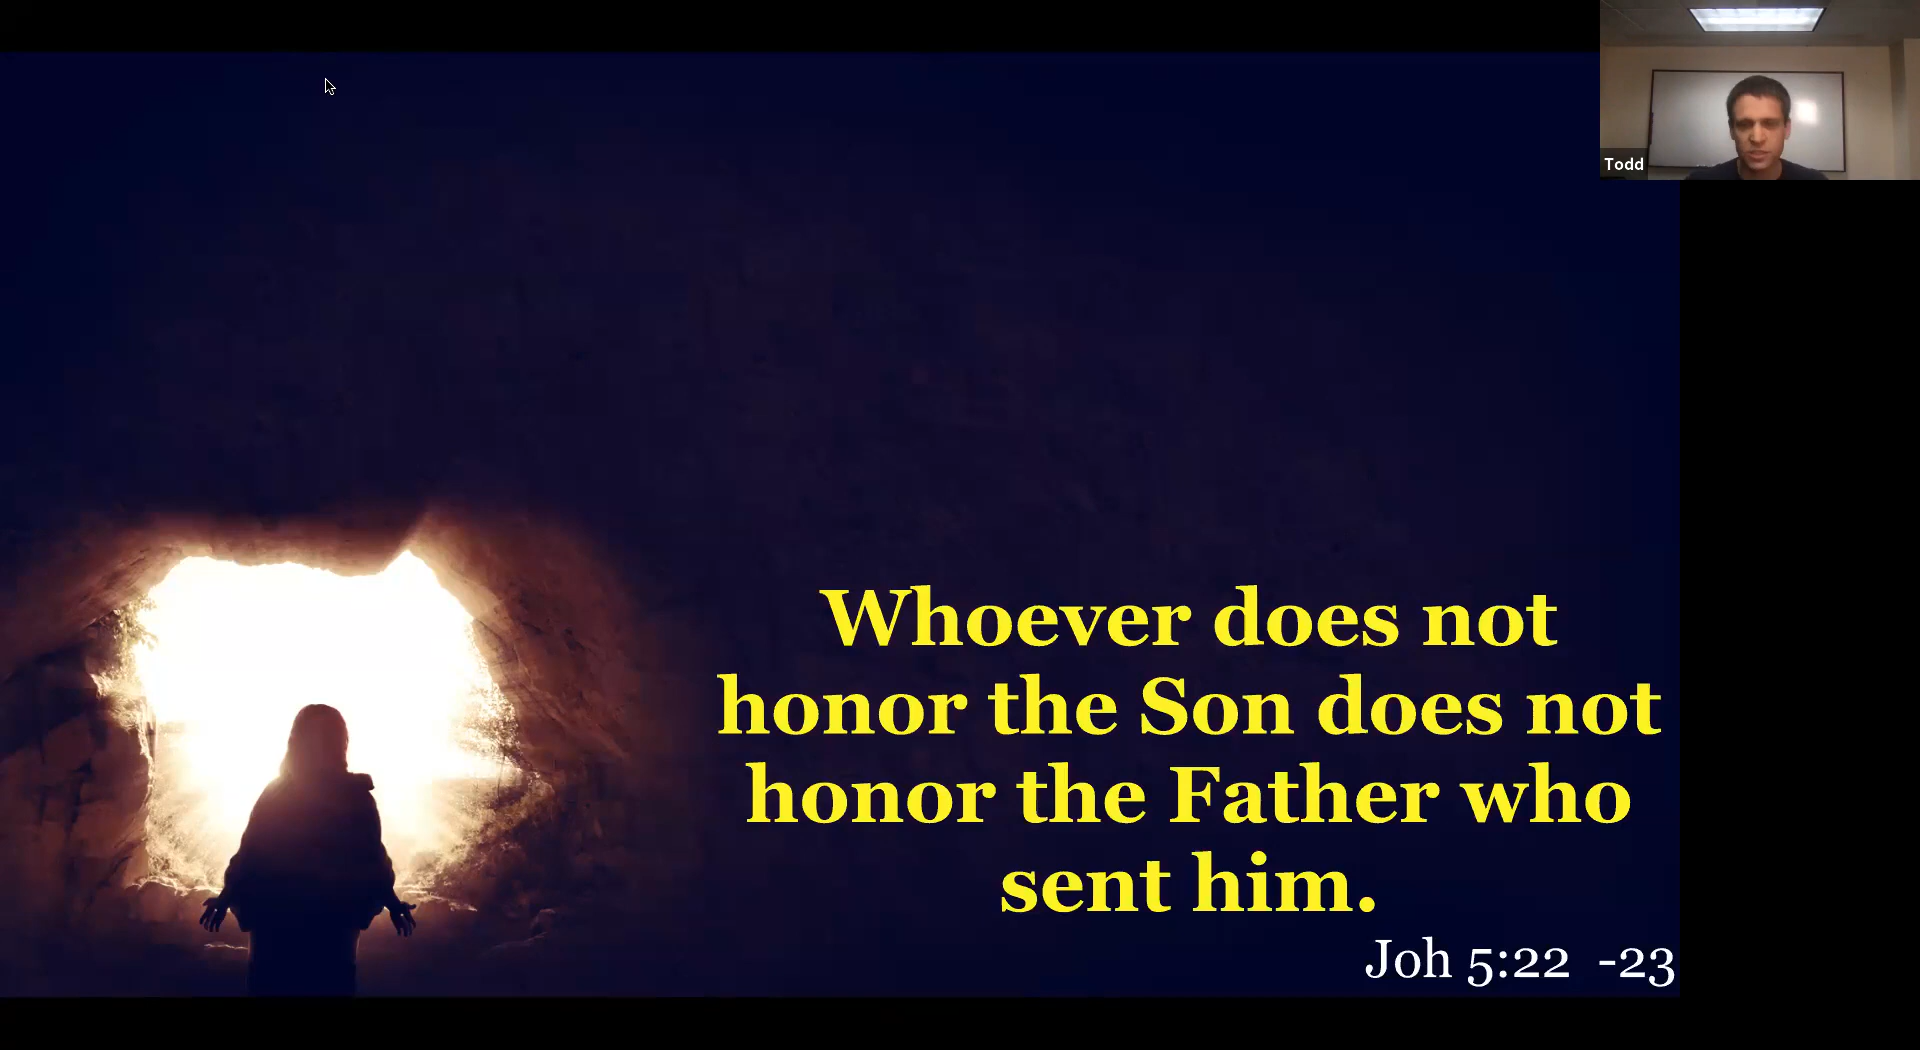 Todd
Whoever does not
honor the Son does not
honor the Father who
sent him.
Joh 5:22 -23